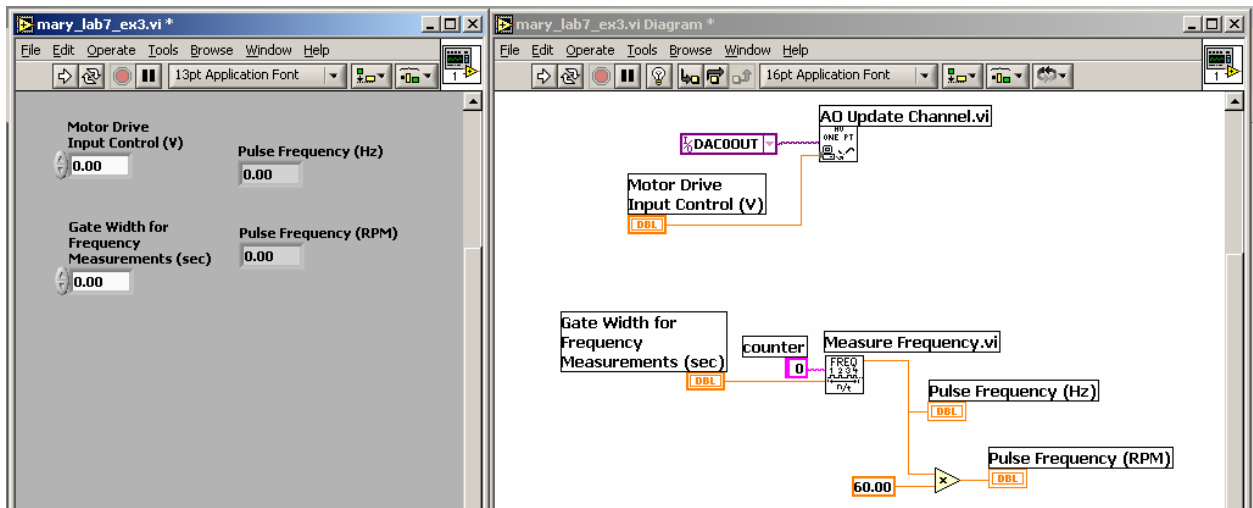 mary_lab7_ex3.vi *
File Edit Operate Tools Browse Window Help
13pt Application Font
1
Motor Drive
Input Control (V)
0.00
Pulse Frequency (Hz)
0.00
Gate Width for
Frequency
Measurements (sec)
0.00
Pulse Frequency (RPM)
0.00
mary_lab7_ex3.vi Diagram *
File Edit Operate Tools Browse Window Help
16pt Application Font
1
AO Update Channel.vi
ONE PT
I/O DAC0OUT
Motor Drive
Input Control (V)
DBL
Gate Width for
Frequency
Measurements (sec)
DBL
counter
0
Measure Frequency.vi
FREQ
1 2 3 4
n/t
Pulse Frequency (Hz)
DBL
Pulse Frequency (RPM)
DBL
60.00
×